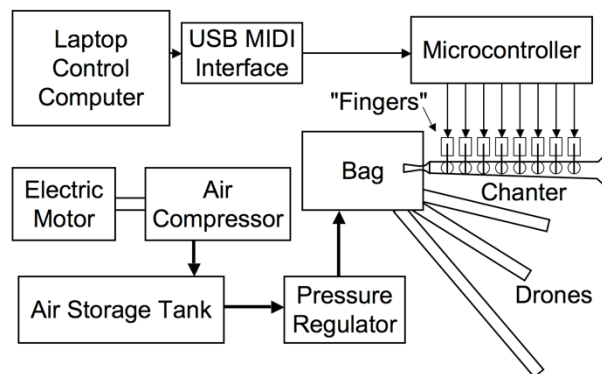 Laptop
Control
Computer
USB MIDI
Interface
Microcontroller
"Fingers"
Bag
Chanter
Electric
Motor
Air
Compressor
Drones
Air Storage Tank
Pressure
Regulator